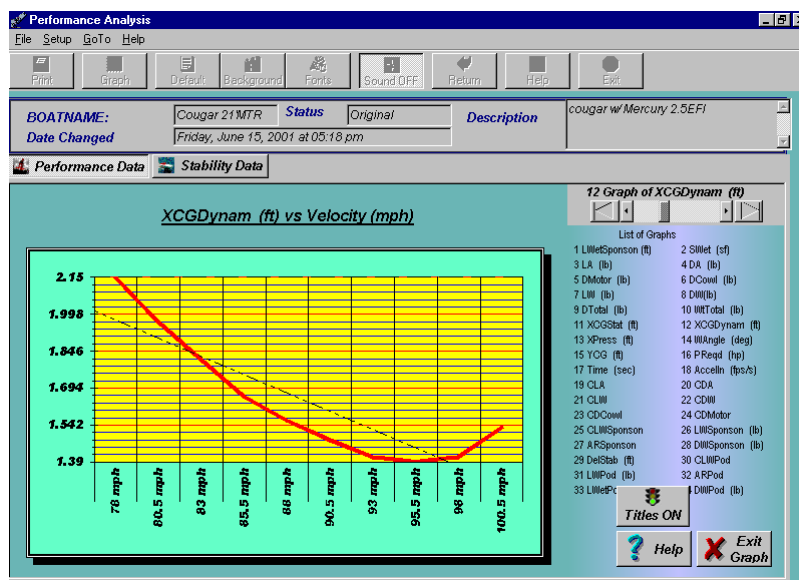 Performance Analysis
File Setup GoTo Help
Print Graph Default Background Fonts Sound OFF Return Help Exit
BOATNAME: Cougar 21'MTR Status Original Description cougar w/ Mercury 2.5EFI
Date Changed Friday, June 15, 2001 at 05:18 pm
Performance Data Stability Data
12 Graph of XCGDynam (ft)
XCGDynam (ft) vs Velocity (mph)
List of Graphs
1 LWetSponson (ft) 2 SWet (sf)
3 LA (lb) 4 DA (lb)
5 DMotor (lb) 6 DCowl (lb)
7 LW (lb) 8 DW(lb)
9 DTotal (lb) 10 WtTotal (lb)
11 XCGStat (ft) 12 XCGDynam (ft)
13 XPress (ft) 14 WAngle (deg)
15 YCG (ft) 16 PReqd (hp)
17 Time (sec) 18 Acceln (fps/s)
19 CLA 20 CDA
21 CLW 22 CDW
23 CDCowl 24 CDMotor
25 CLWSponson 26 LWSponson (lb)
27 ARSponson 28 DWSponson (lb)
29 DelStab (ft) 30 CLWPod
31 LWPod (lb) 32 ARPod
33 LWetPo DWPod (lb)
2.15
1.998
1.846
1.694
1.542
1.39
78 mph 80.5 mph 83 mph 85.5 mph 88 mph 90.5 mph 93 mph 95.5 mph 98 mph 100.5 mph
Titles ON
Help Exit Graph